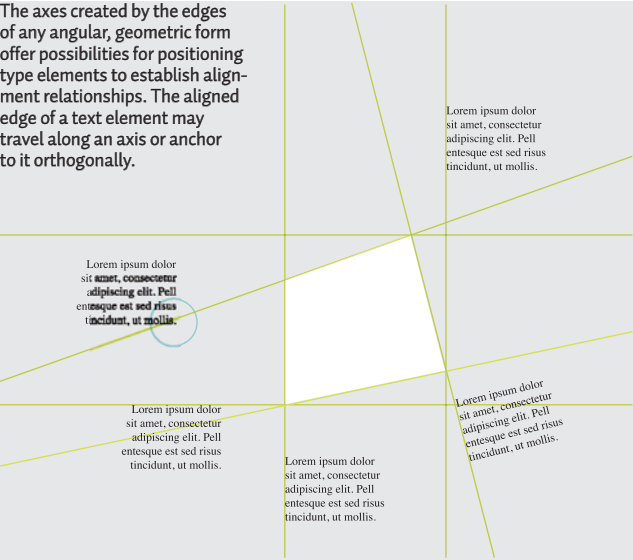 The axes created by the edges
of any angular, geometric form
offer possibilities for positioning
type elements to establish align-
ment relationships. The aligned
edge of a text element may
travel along an axis or anchor
to it orthogonally.
Lorem ipsum dolor
sit amet, consectetur
adipiscing elit. Pell
entesque est sed risus
tincidunt, ut mollis.
Lorem ipsum dolor
sit amet, consectetur
adipiscing elit. Pell
entesque est sed risus
tincidunt, ut mollis.
Lorem ipsum dolor
sit amet, consectetur
adipiscing elit. Pell
entesque est sed risus
tincidunt, ut mollis.
Lorem ipsum dolor
sit amet, consectetur
adipiscing elit. Pell
entesque est sed risus
tincidunt, ut mollis.
Lorem ipsum dolor
sit amet, consectetur
adipiscing elit. Pell
entesque est sed risus
tincidunt, ut mollis.